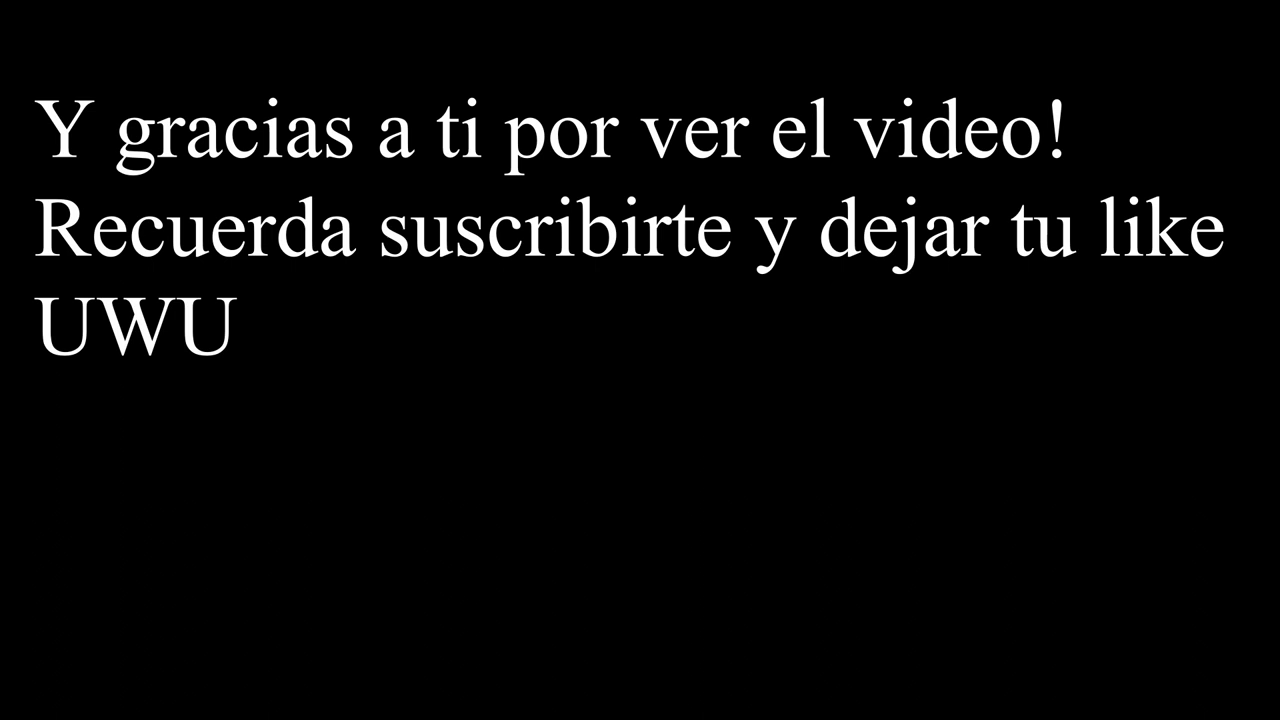 Y gracias a ti por ver el video!
Recuerda suscribirte y dejar tu like
UWU